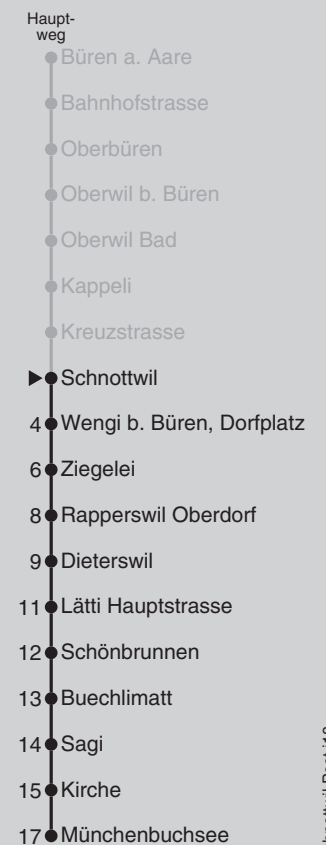 Haupt-
weg
Büren a. Aare
Bahnhofstrasse
Oberbüren
Oberwil b. Büren
Oberwil Bad
Kappeli
Kreuzstrasse
Schnottwil
4 Wengi b. Büren, Dorfplatz
6 Ziegelei
8 Rapperswil Oberdorf
9 Dieterswil
11 Lätti Hauptstrasse
12 Schönbrunnen
13 Buechlimatt
14 Sagi
15 Kirche
17 Münchenbuchsee